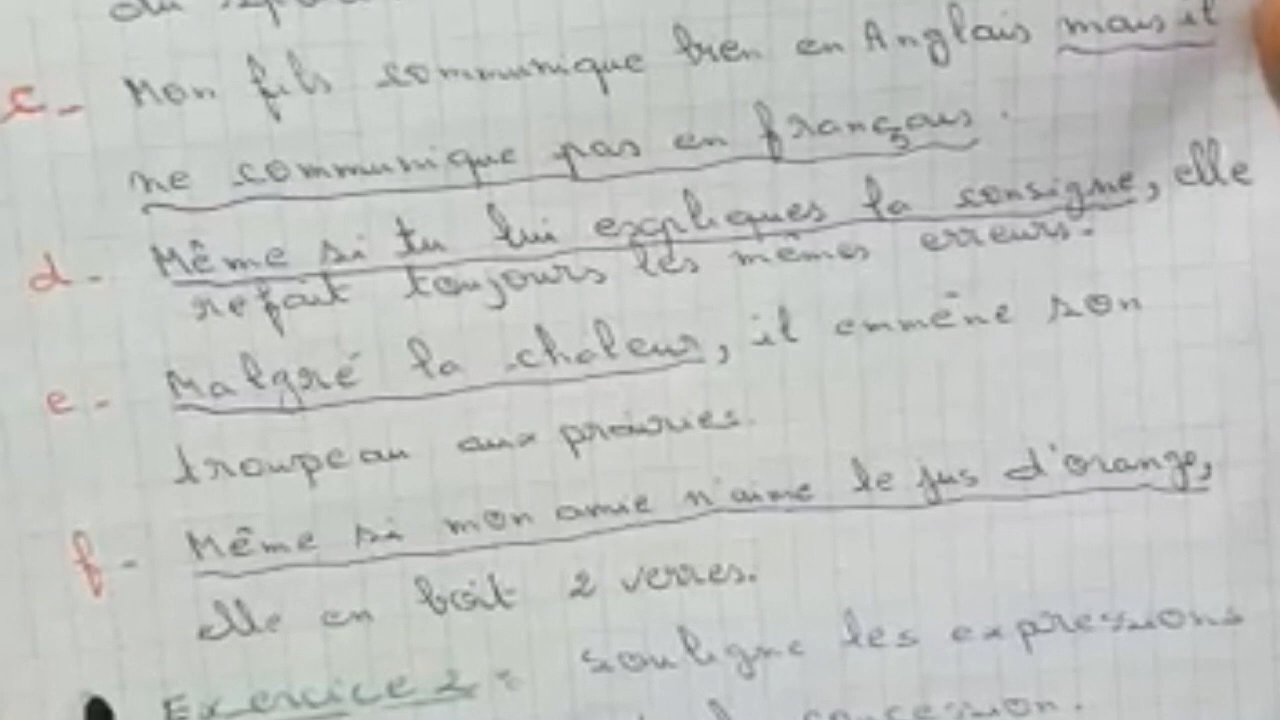 du
c- Mon fils communique bien en Anglais mais il
ne communique pas en français.
d- Même si tu lui expliques la consigne, elle
refait toujours les mêmes erreurs.
e- Malgré la chaleur, il emmène son
troupeau aux prairies.
f- Même si mon amie n'aime le jus d'orange,
elle en boit 2 verres.
Exercice 2: souligne les expressions
concession.